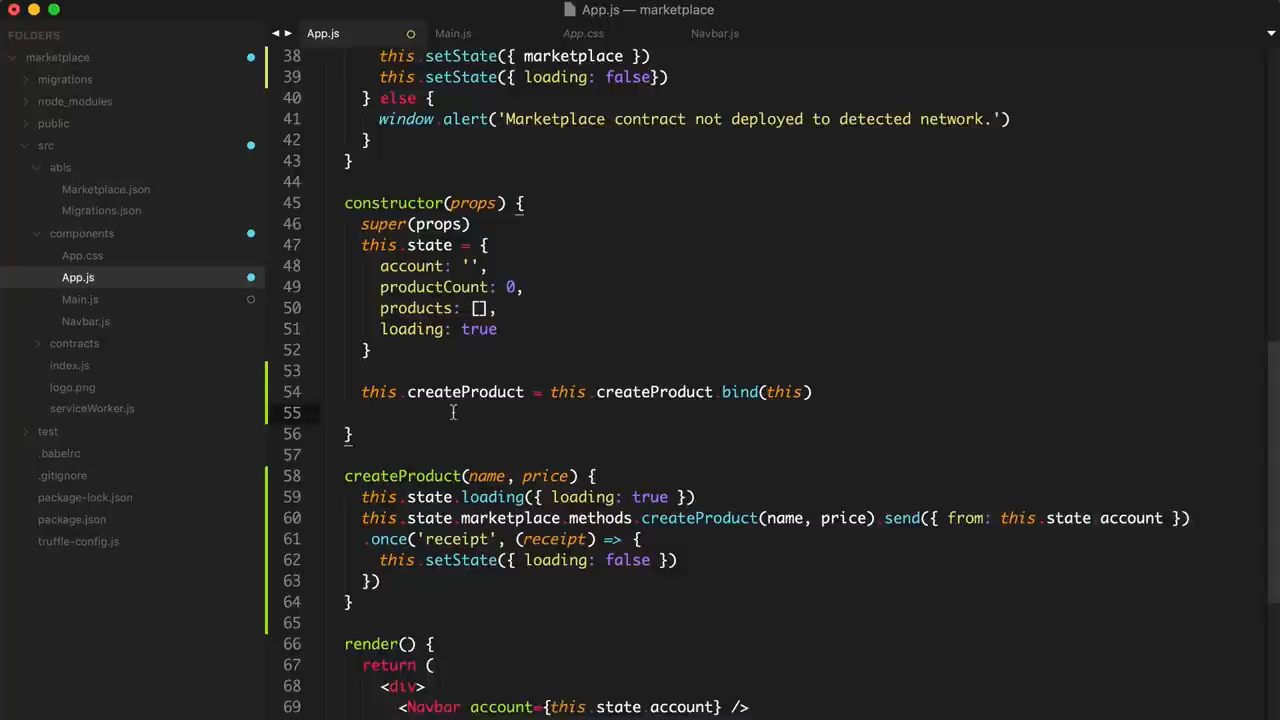 App.js — marketplace
FOLDERS
marketplace
migrations
node_modules
public
src
abis
Marketplace.json
Migrations.json
components
App.css
App.js
Main.js
Navbar.js
contracts
index.js
logo.png
serviceWorker.js
test
.babelrc
.gitignore
package-lock.json
package.json
truffle-config.js
App.js Main.js App.css Navbar.js
38 this.setState({ marketplace })
39 this.setState({ loading: false})
40 } else {
41 window.alert('Marketplace contract not deployed to detected network.')
42 }
43 }
44
45 constructor(props) {
46 super(props)
47 this.state = {
48 account: '',
49 productCount: 0,
50 products: [],
51 loading: true
52 }
53
54 this.createProduct = this.createProduct.bind(this)
55
56 }
57
58 createProduct(name, price) {
59 this.state.loading({ loading: true })
60 this.state.marketplace.methods.createProduct(name, price).send({ from: this.state account })
61 .once('receipt', (receipt) => {
62 this.setState({ loading: false })
63 })
64 }
65
66 render() {
67 return (
68 <div>
69 <Navbar account={this.state.account} />